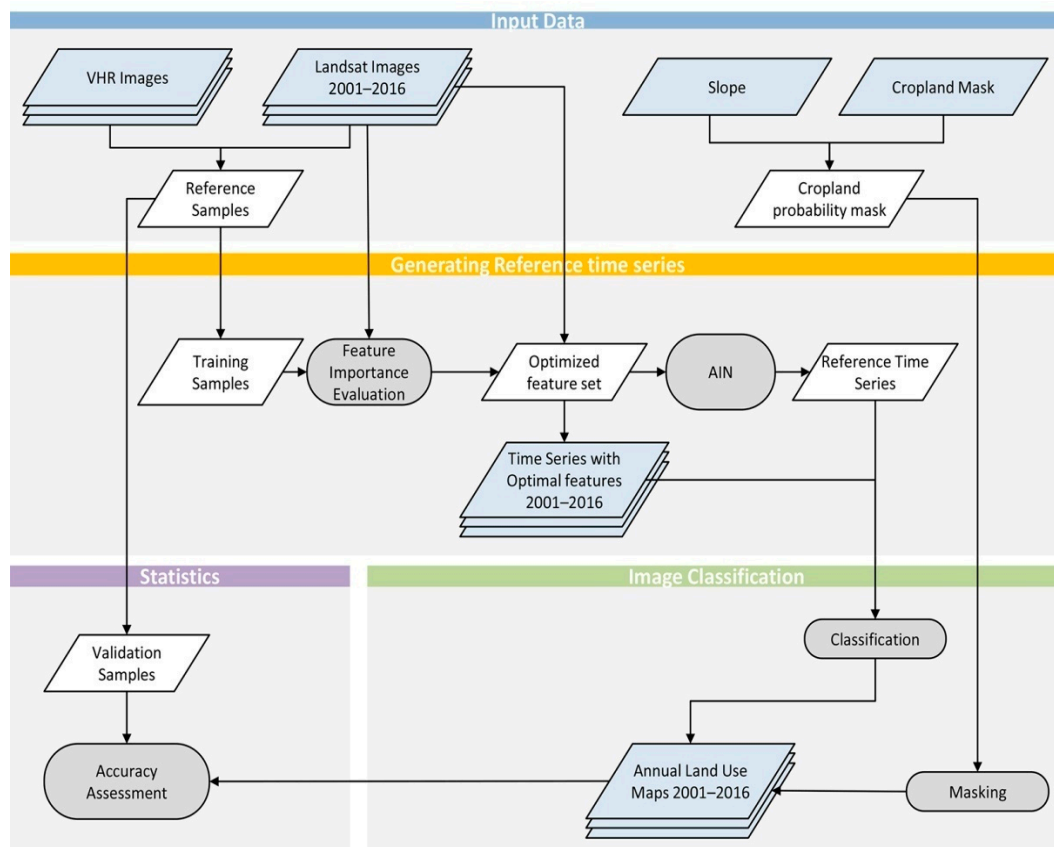 Input Data
VHR Images
Landsat Images
2001–2016
Slope
Cropland Mask
Reference
Samples
Cropland
probability mask
Generating Reference time series
Training
Samples
Feature
Importance
Evaluation
Optimized
feature set
AIN
Reference Time
Series
Time Series with
Optimal features
2001–2016
Statistics
Image Classification
Classification
Validation
Samples
Accuracy
Assessment
Annual Land Use
Maps 2001–2016
Masking